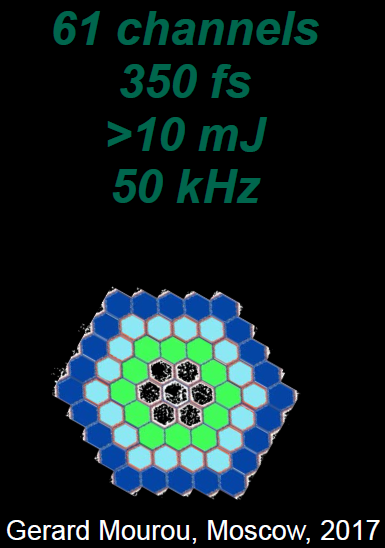 61 channels
350 fs
>10 mJ
50 kHz
Gerard Mourou, Moscow, 2017